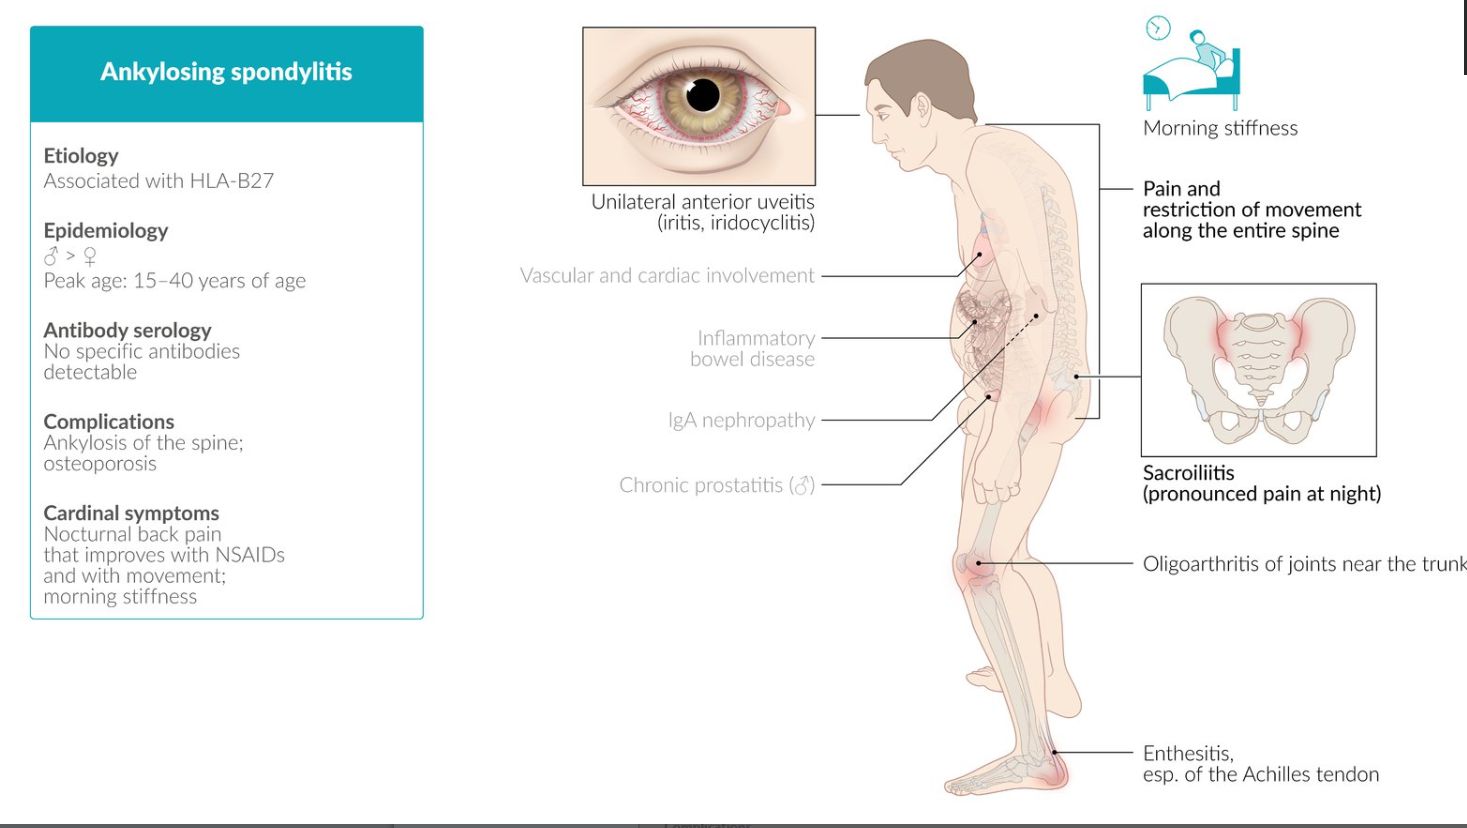 Ankylosing spondylitis
Etiology
Associated with HLA-B27
Epidemiology
♂ > ♀
Peak age: 15–40 years of age
Antibody serology
No specific antibodies
detectable
Complications
Ankylosis of the spine;
osteoporosis
Cardinal symptoms
Nocturnal back pain
that improves with NSAIDs
and with movement;
morning stiffness
Unilateral anterior uveitis
(iritis, iridocyclitis)
Vascular and cardiac involvement
Inflammatory
bowel disease
IgA nephropathy
Chronic prostatitis (♂)
Morning stiffness
Pain and
restriction of movement
along the entire spine
Sacroiliitis
(pronounced pain at night)
Oligoarthritis of joints near the trunk
Enthesitis,
esp. of the Achilles tendon